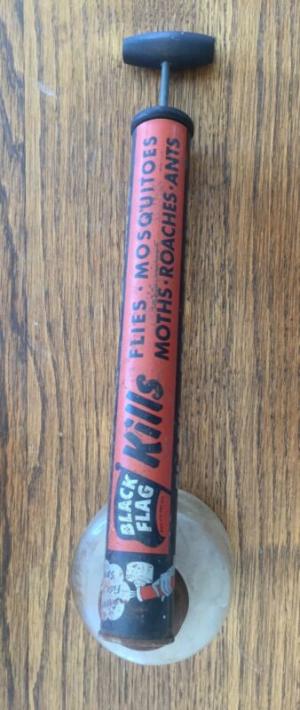 FLIES · MOSQUITOES
MOTHS · ROACHES · ANTS
Kills
BLACK
FLAG